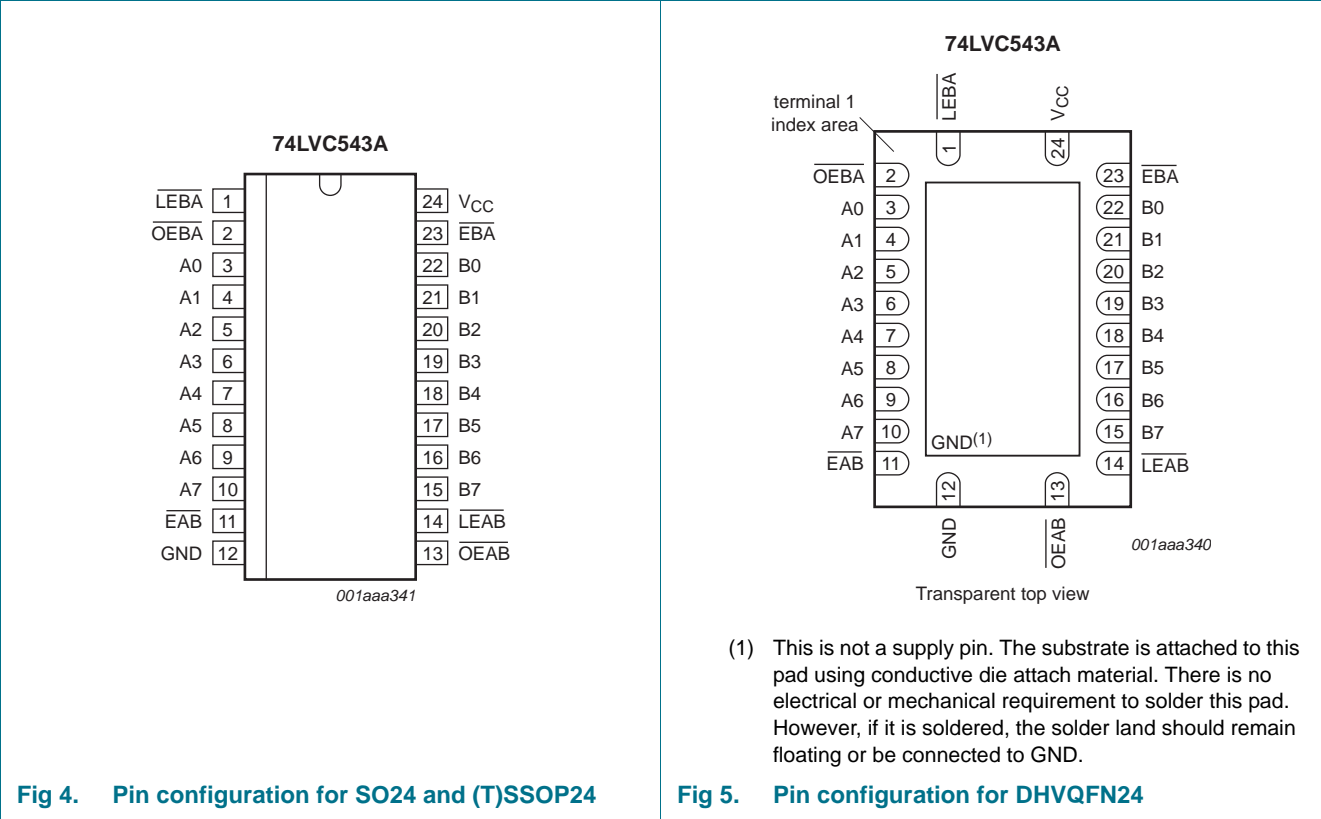 74LVC543A
LEBA 1 24 VCC
OEBA 2 23 EBA
A0 3 22 B0
A1 4 21 B1
A2 5 20 B2
A3 6 19 B3
A4 7 18 B4
A5 8 17 B5
A6 9 16 B6
A7 10 15 B7
EAB 11 14 LEAB
GND 12 13 OEAB
001aaa341
Fig 4. Pin configuration for SO24 and (T)SSOP24
74LVC543A
terminal 1
index area
LEBA VCC
1 24
OEBA 2 23 EBA
A0 3 22 B0
A1 4 21 B1
A2 5 20 B2
A3 6 19 B3
A4 7 18 B4
A5 8 17 B5
A6 9 16 B6
A7 10 GND(1) 15 B7
EAB 11 14 LEAB
12 13
GND OEAB
001aaa340
Transparent top view
(1) This is not a supply pin. The substrate is attached to this
pad using conductive die attach material. There is no
electrical or mechanical requirement to solder this pad.
However, if it is soldered, the solder land should remain
floating or be connected to GND.
Fig 5. Pin configuration for DHVQFN24